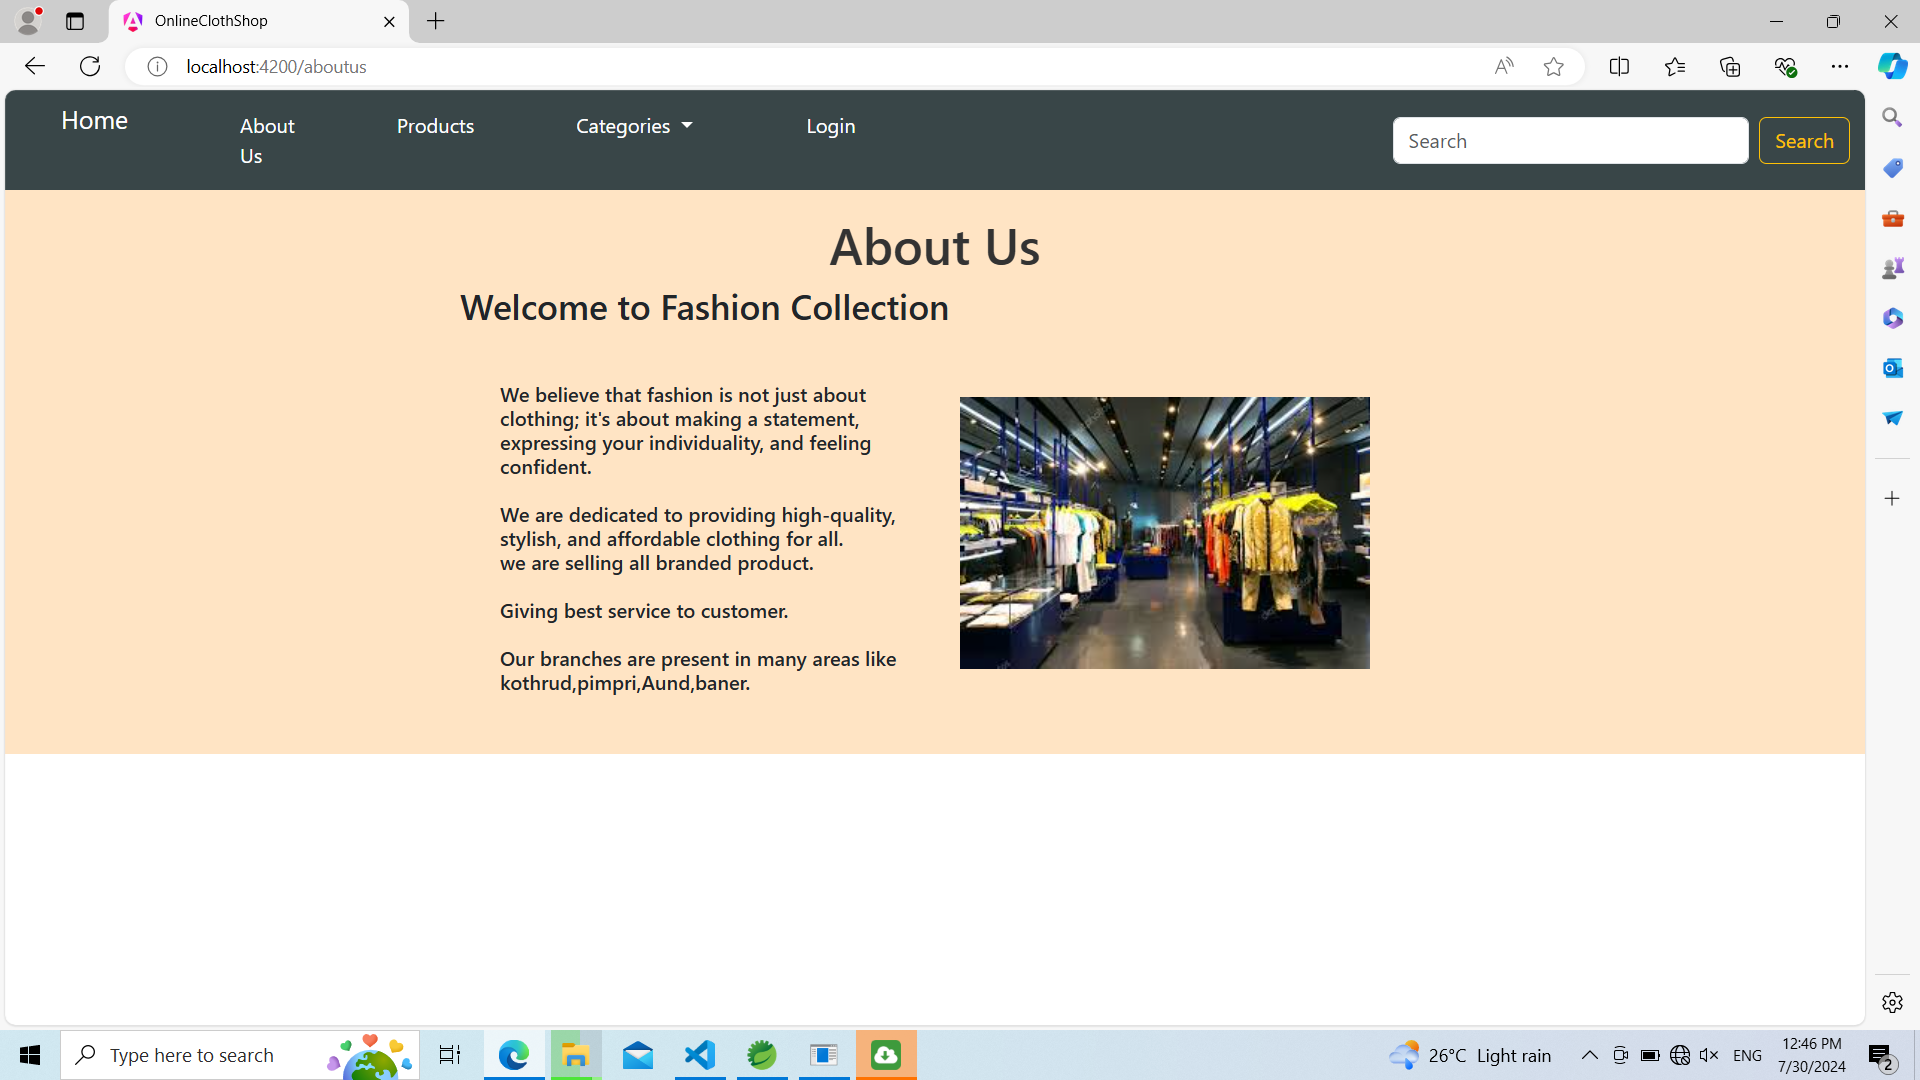 OnlineClothShop
localhost:4200/aboutus
Home
About
Us
Products
Categories
Login
Search
Search
About Us
Welcome to Fashion Collection
We believe that fashion is not just about
clothing; it's about making a statement,
expressing your individuality, and feeling
confident.
We are dedicated to providing high-quality,
stylish, and affordable clothing for all.
we are selling all branded product.
Giving best service to customer.
Our branches are present in many areas like
kothrud,pimpri,Aund,baner.
Type here to search
26°C Light rain
ENG
12:46 PM
7/30/2024
2